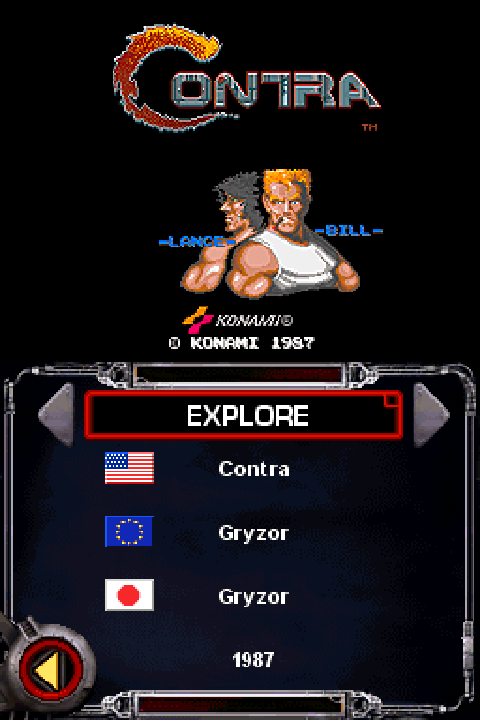 CONTRA
TM
-LANCE-
-BILL-
KONAMI®
© KONAMI 1987
EXPLORE
Contra
Gryzor
Gryzor
1987